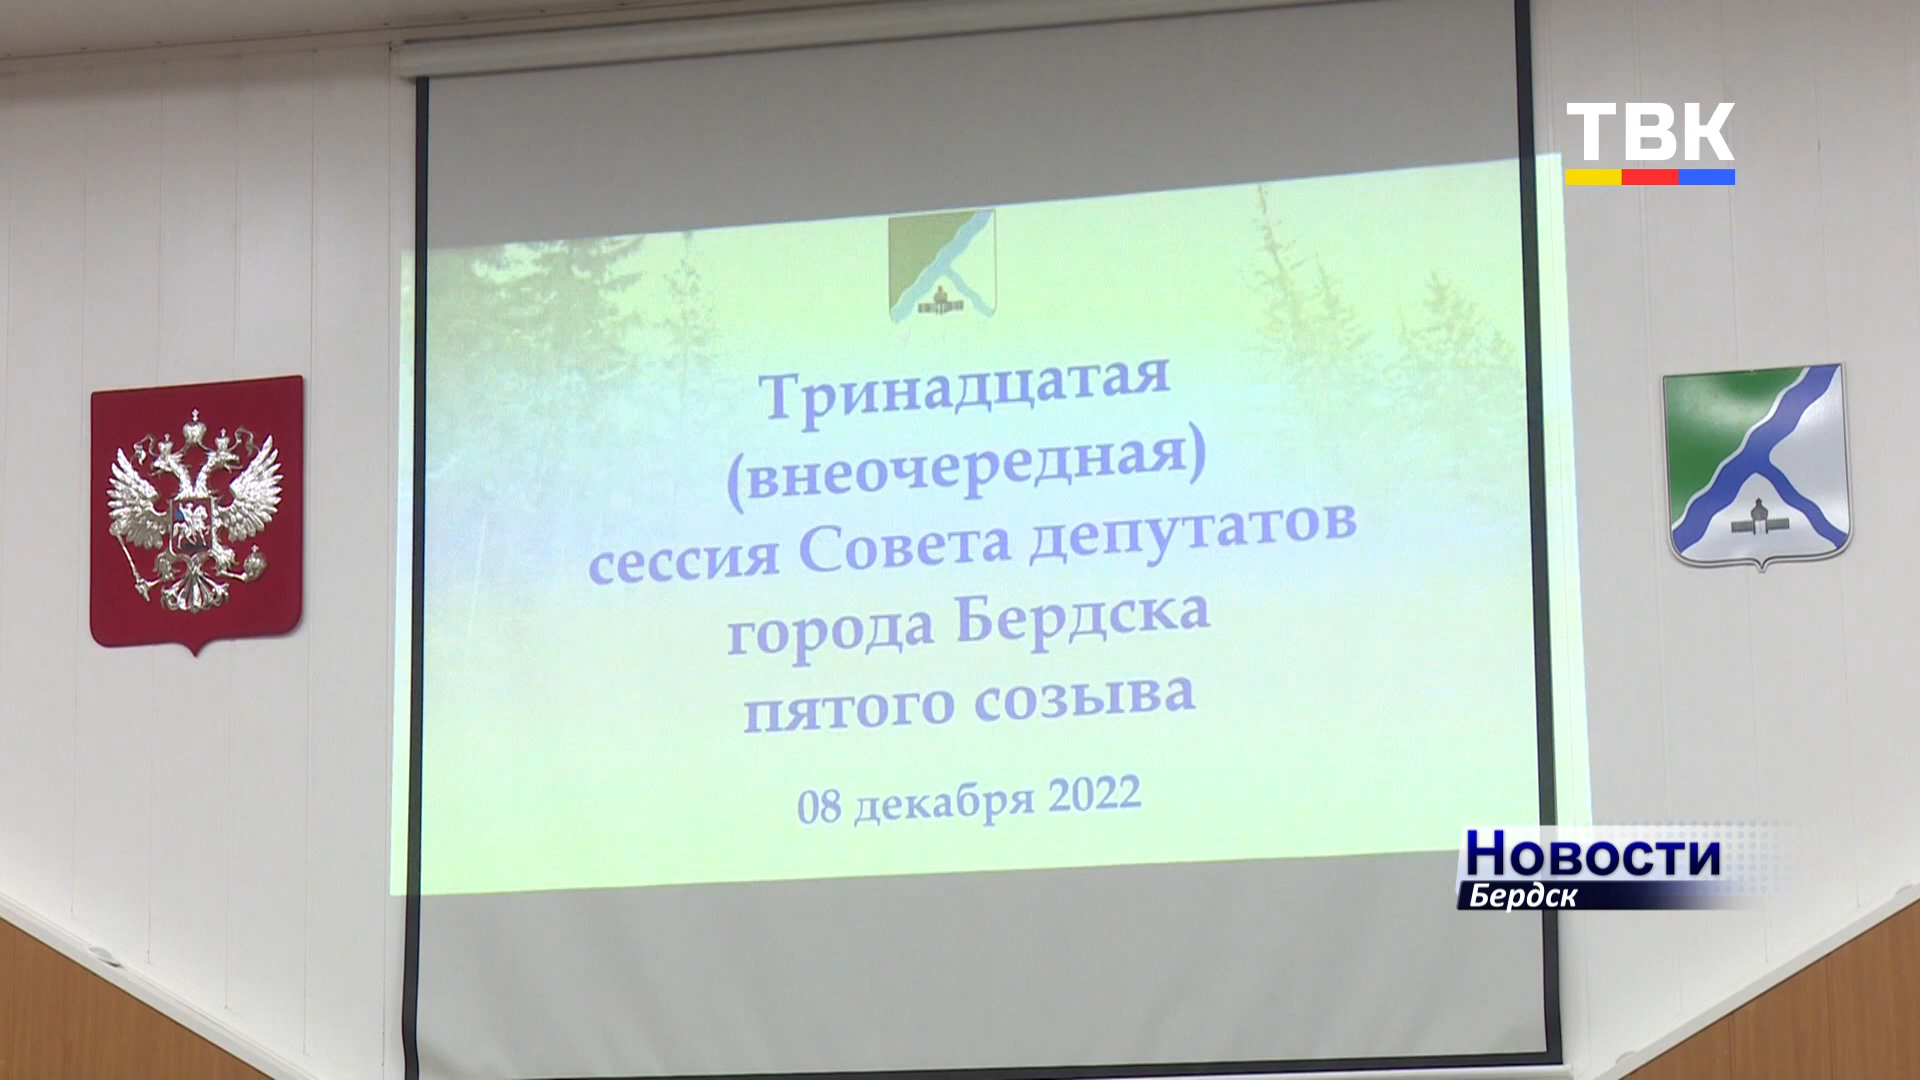 ТВК
Тринадцатая
(внеочередная)
сессия Совета депутатов
города Бердска
пятого созыва
08 декабря 2022
Новости
Бердск